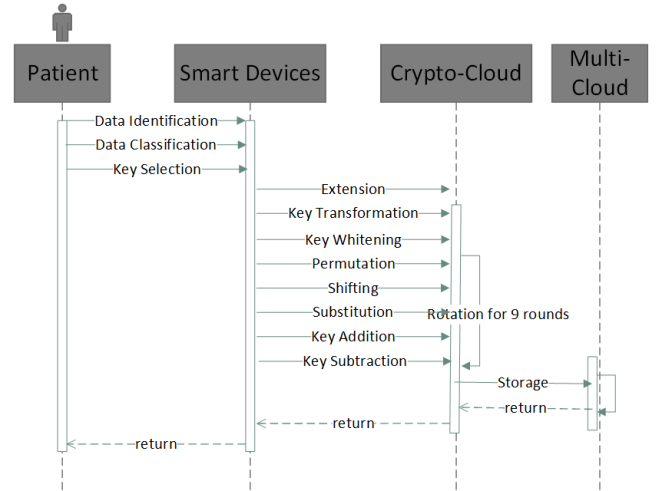 Patient
Smart Devices
Crypto-Cloud
Multi-
Cloud
Data Identification
Data Classification
Key Selection
Extension
Key Transformation
Key Whitening
Permutation
Shifting
Substitution
Rotation for 9 rounds
Key Addition
Key Subtraction
Storage
return
return
return